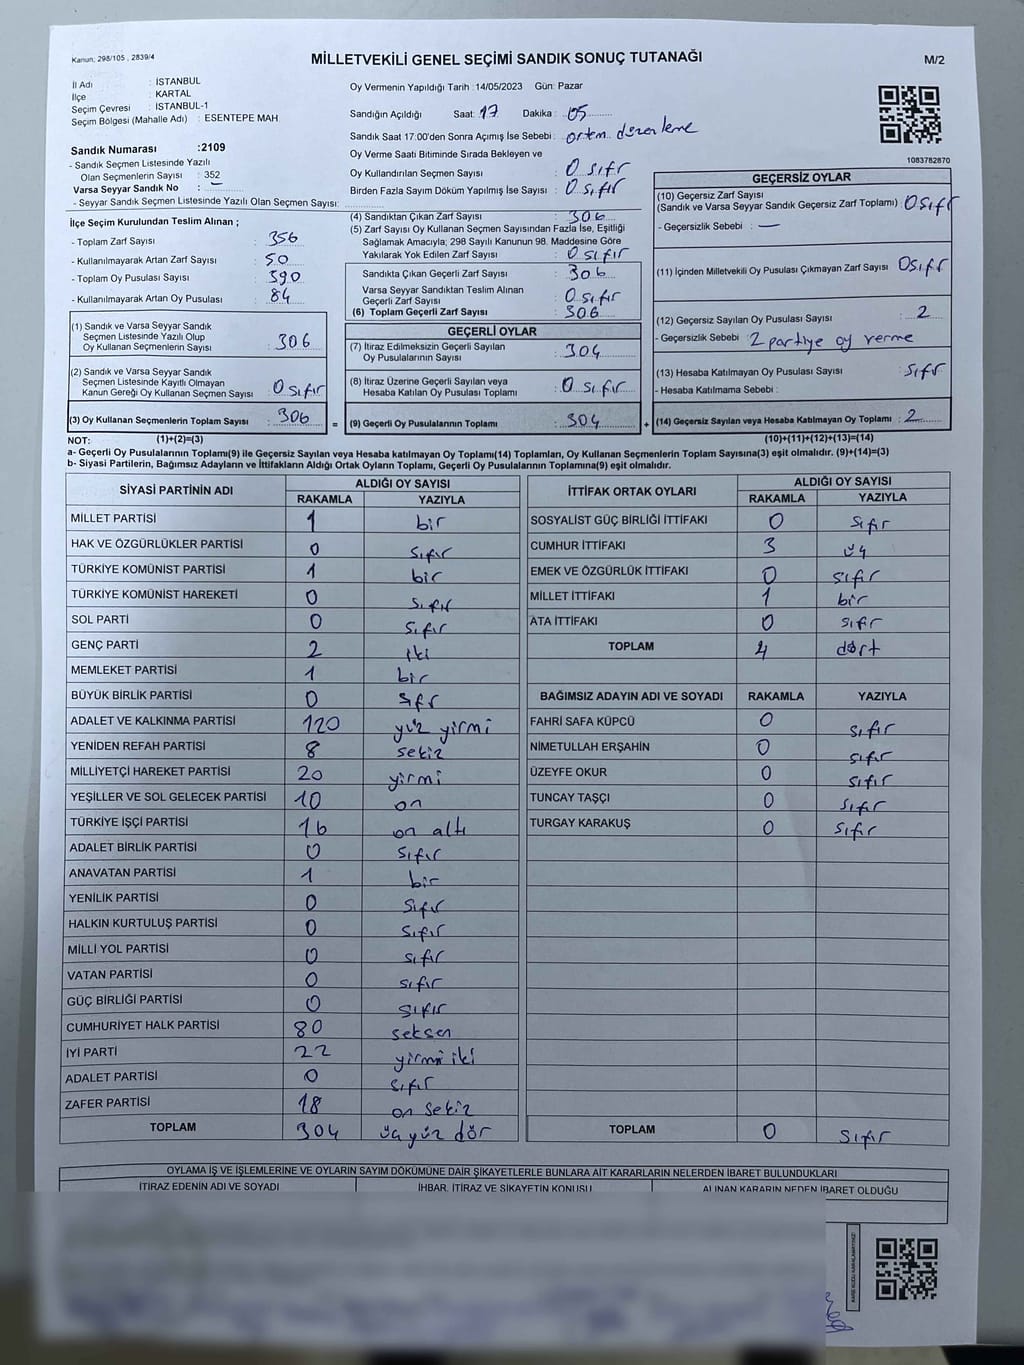 Kanun; 298/105 , 2839/4
MİLLETVEKİLİ GENEL SEÇİMİ SANDIK SONUÇ TUTANAĞI
M/2
İl Adı : İSTANBUL
İlçe : KARTAL
Seçim Çevresi : İSTANBUL-1
Seçim Bölgesi (Mahalle Adı) : ESENTEPE MAH
Sandık Numarası :2109
- Sandık Seçmen Listesinde Yazılı
Olan Seçmenlerin Sayısı : 352
Varsa Seyyar Sandık No : —
- Seyyar Sandık Seçmen Listesinde Yazılı Olan Seçmen Sayısı:
Oy Vermenin Yapıldığı Tarih :14/05/2023 Gün: Pazar
Sandığın Açıldığı Saat: 17 Dakika : 05
Sandık Saat 17:00'den Sonra Açımış İse Sebebi : ortem düzenleme
Oy Verme Saati Bitiminde Sırada Bekleyen ve
Oy Kullandırılan Seçmen Sayısı : 0 sıfır
Birden Fazla Sayım Döküm Yapılmış İse Sayısı : 0 sıfır
1083782870
İlçe Seçim Kurulundan Teslim Alınan ;
- Toplam Zarf Sayısı : 356
- Kullanılmayarak Artan Zarf Sayısı : 50
- Toplam Oy Pusulası Sayısı : 390
- Kullanılmayarak Artan Oy Pusulası : 84
(1) Sandık ve Varsa Seyyar Sandık
Seçmen Listesinde Yazılı Olup
Oy Kullanan Seçmenlerin Sayısı : 306
(2) Sandık ve Varsa Seyyar Sandık
Seçmen Listesinde Kayıtlı Olmayan
Kanun Gereği Oy Kullanan Seçmen Sayısı : 0 sıfır
(3) Oy Kullanan Seçmenlerin Toplam Sayısı : 306
(4) Sandıktan Çıkan Zarf Sayısı : 306
(5) Zarf Sayısı Oy Kullanan Seçmen Sayısından Fazla İse, Eşitliği
Sağlamak Amacıyla; 298 Sayılı Kanunun 98. Maddesine Göre
Yakılarak Yok Edilen Zarf Sayısı : 0 sıfır
Sandıkta Çıkan Geçerli Zarf Sayısı : 306
Varsa Seyyar Sandıktan Teslim Alınan
Geçerli Zarf Sayısı : 0 sıfır
(6) Toplam Geçerli Zarf Sayısı : 306
GEÇERLİ OYLAR
(7) İtiraz Edilmeksizin Geçerli Sayılan
Oy Pusulalarının Sayısı : 304
(8) İtiraz Üzerine Geçerli Sayılan veya
Hesaba Katılan Oy Pusulası Toplamı : 0 sıfır
= (9) Geçerli Oy Pusulalarının Toplamı : 304
GEÇERSİZ OYLAR
(10) Geçersiz Zarf Sayısı
(Sandık ve Varsa Seyyar Sandık Geçersiz Zarf Toplamı) : 0 sıfır
- Geçersizlik Sebebi : —
(11) İçinden Milletvekili Oy Pusulası Çıkmayan Zarf Sayısı : 0 sıfır
(12) Geçersiz Sayılan Oy Pusulası Sayısı : 2
- Geçersizlik Sebebi : 2 partiye oy verme
(13) Hesaba Katılmayan Oy Pusulası Sayısı : sıfır
- Hesaba Katılmama Sebebi :
+ (14) Geçersiz Sayılan veya Hesaba Katılmayan Oy Toplamı : 2
NOT: (1)+(2)=(3) (10)+(11)+(12)+(13)=(14)
a- Geçerli Oy Pusulalarının Toplamı(9) ile Geçersiz Sayılan veya Hesaba katılmayan Oy Toplamı(14) Toplamları, Oy Kullanan Seçmenlerin Toplam Sayısına(3) eşit olmalıdır. (9)+(14)=(3)
b- Siyasi Partilerin, Bağımsız Adayların ve İttifakların Aldığı Ortak Oyların Toplamı, Geçerli Oy Pusulalarının Toplamına(9) eşit olmalıdır.
SİYASİ PARTİNİN ADI ALDIĞI OY SAYISI
RAKAMLA YAZIYLA
MİLLET PARTİSİ 1 bir
HAK VE ÖZGÜRLÜKLER PARTİSİ 0 sıfır
TÜRKİYE KOMÜNİST PARTİSİ 1 bir
TÜRKİYE KOMÜNİST HAREKETİ 0 sıfır
SOL PARTİ 0 sıfır
GENÇ PARTİ 2 iki
MEMLEKET PARTİSİ 1 bir
BÜYÜK BİRLİK PARTİSİ 0 sıfr
ADALET VE KALKINMA PARTİSİ 120 yüz yirmi
YENİDEN REFAH PARTİSİ 8 sekiz
MİLLİYETÇİ HAREKET PARTİSİ 20 yirmi
YEŞİLLER VE SOL GELECEK PARTİSİ 10 on
TÜRKİYE İŞÇİ PARTİSİ 16 on altı
ADALET BİRLİK PARTİSİ 0 sıfır
ANAVATAN PARTİSİ 1 bir
YENİLİK PARTİSİ 0 sıfır
HALKIN KURTULUŞ PARTİSİ 0 sıfır
MİLLİ YOL PARTİSİ 0 sıfır
VATAN PARTİSİ 0 sıfır
GÜÇ BİRLİĞİ PARTİSİ 0 sıfır
CUMHURİYET HALK PARTİSİ 80 seksen
İYİ PARTİ 22 yirmi iki
ADALET PARTİSİ 0 sıfır
ZAFER PARTİSİ 18 on sekiz
TOPLAM 304 üçyüz dör
İTTİFAK ORTAK OYLARI ALDIĞI OY SAYISI
RAKAMLA YAZIYLA
SOSYALİST GÜÇ BİRLİĞİ İTTİFAKI 0 sıfır
CUMHUR İTTİFAKI 3 üç
EMEK VE ÖZGÜRLÜK İTTİFAKI 0 sıfır
MİLLET İTTİFAKI 1 bir
ATA İTTİFAKI 0 sıfır
TOPLAM 4 dört
BAĞIMSIZ ADAYIN ADI VE SOYADI RAKAMLA YAZIYLA
FAHRİ SAFA KÜPCÜ 0 sıfır
NİMETULLAH ERŞAHİN 0 sıfır
ÜZEYFE OKUR 0 sıfır
TUNCAY TAŞÇI 0 sıfır
TURGAY KARAKUŞ 0 sıfır
TOPLAM 0 sıfır
OYLAMA İŞ VE İŞLEMLERİNE VE OYLARIN SAYIM DÖKÜMÜNE DAİR ŞİKAYETLERLE BUNLARA AİT KARARLARIN NELERDEN İBARET BULUNDUKLARI
İTİRAZ EDENİN ADI VE SOYADI İHBAR, İTİRAZ VE ŞİKAYETİN KONUSU ALINAN KARARIN NEDEN İBARET OLDUĞU